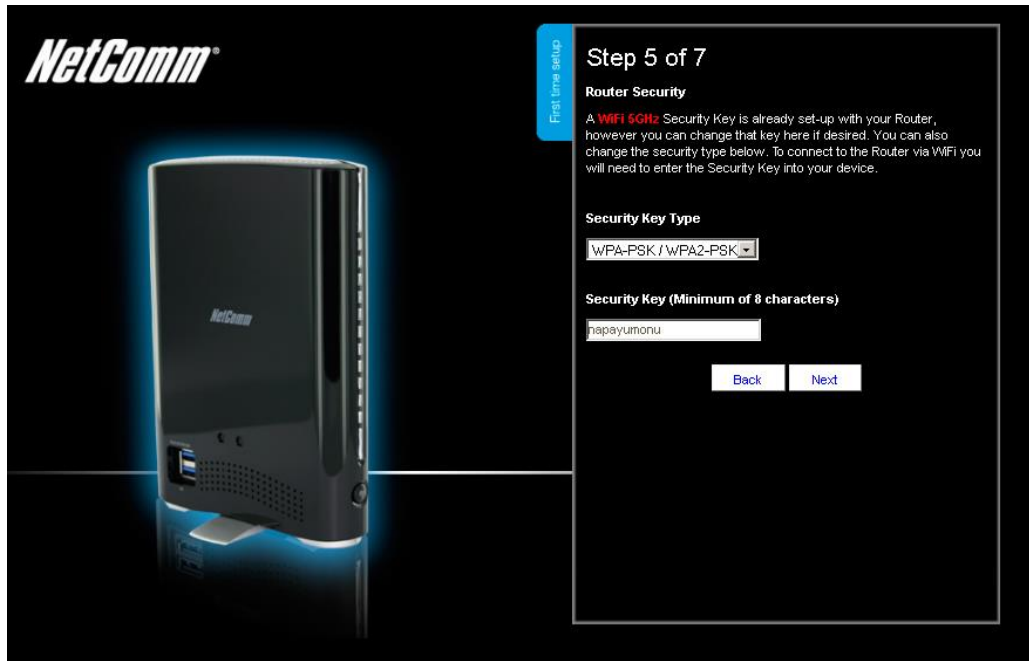 NetComm®
First time setup
Step 5 of 7
Router Security
A WiFi 5GHz Security Key is already set-up with your Router,
however you can change that key here if desired. You can also
change the security type below. To connect to the Router via WiFi you
will need to enter the Security Key into your device.
Security Key Type
WPA-PSK / WPA2-PSK
Security Key (Minimum of 8 characters)
napayumonu
Back Next
NetComm